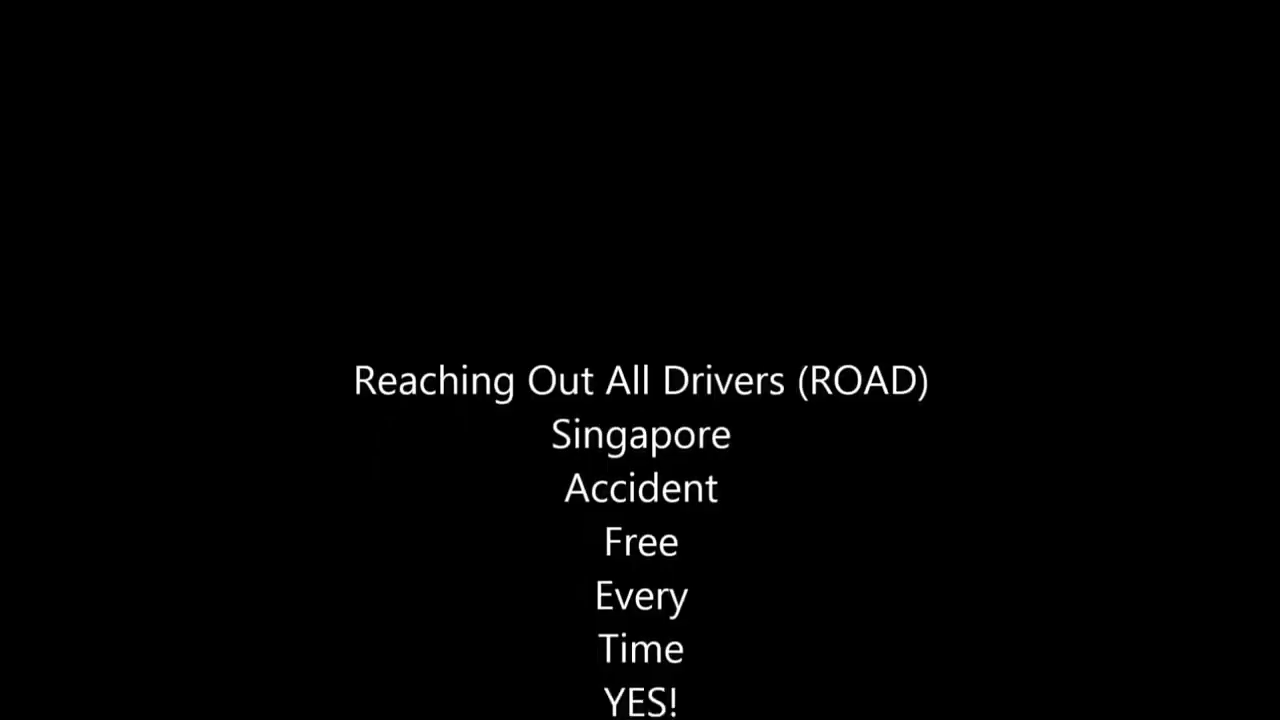 Reaching Out All Drivers (ROAD)
Singapore
Accident
Free
Every
Time
YES!